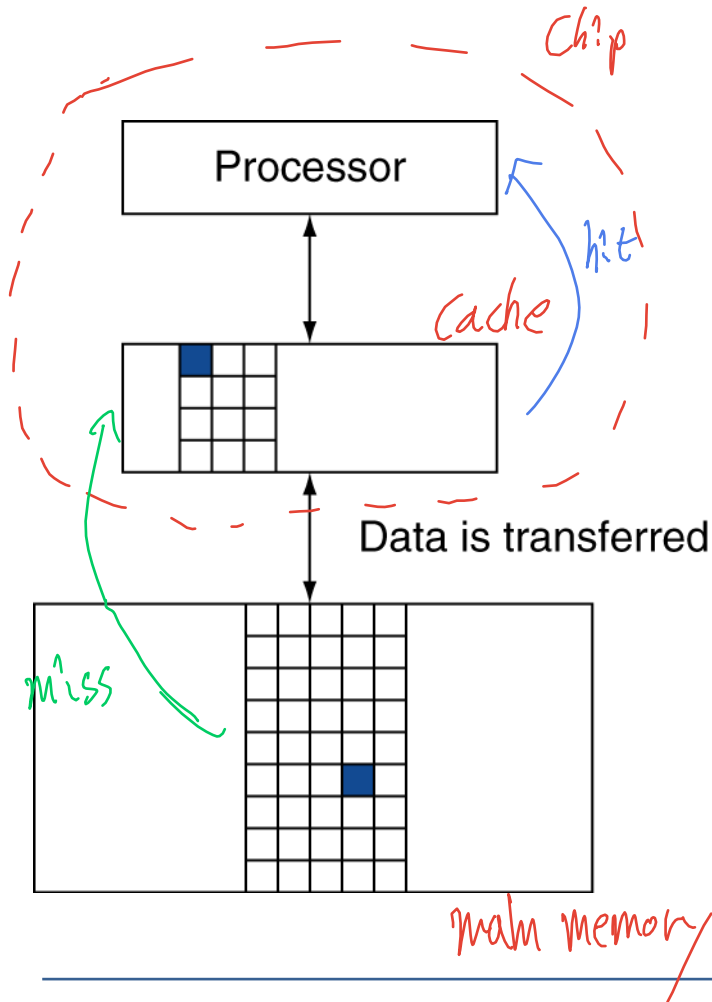 Chip
Processor
hit
Cache
Data is transferred
miss
main memory